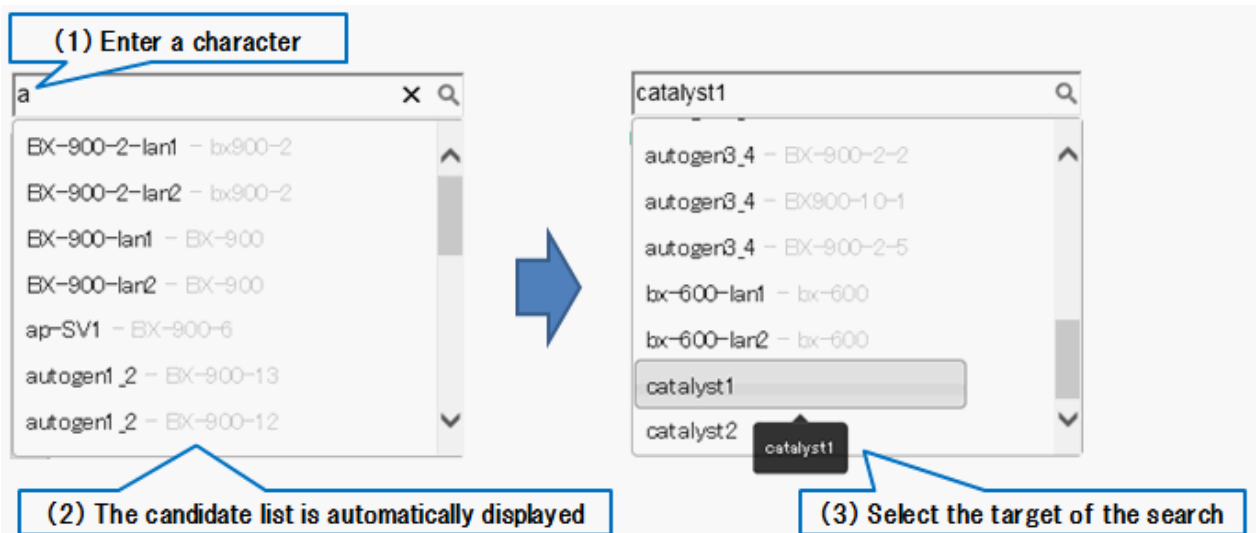 (1) Enter a character
a
BX-900-2-lan1 - bx900-2
BX-900-2-lan2 - bx900-2
BX-900-lan1 - BX-900
BX-900-lan2 - BX-900
ap-SV1 - BX-900-6
autogen1_2 - BX-900-13
autogen1_2 - BX-900-12
(2) The candidate list is automatically displayed
catalyst1
autogen3_4 - BX-900-2-2
autogen3_4 - BX900-10-1
autogen3_4 - BX-900-2-5
bx-600-lan1 - bx-600
bx-600-lan2 - bx-600
catalyst1
catalyst2
catalyst1
(3) Select the target of the search